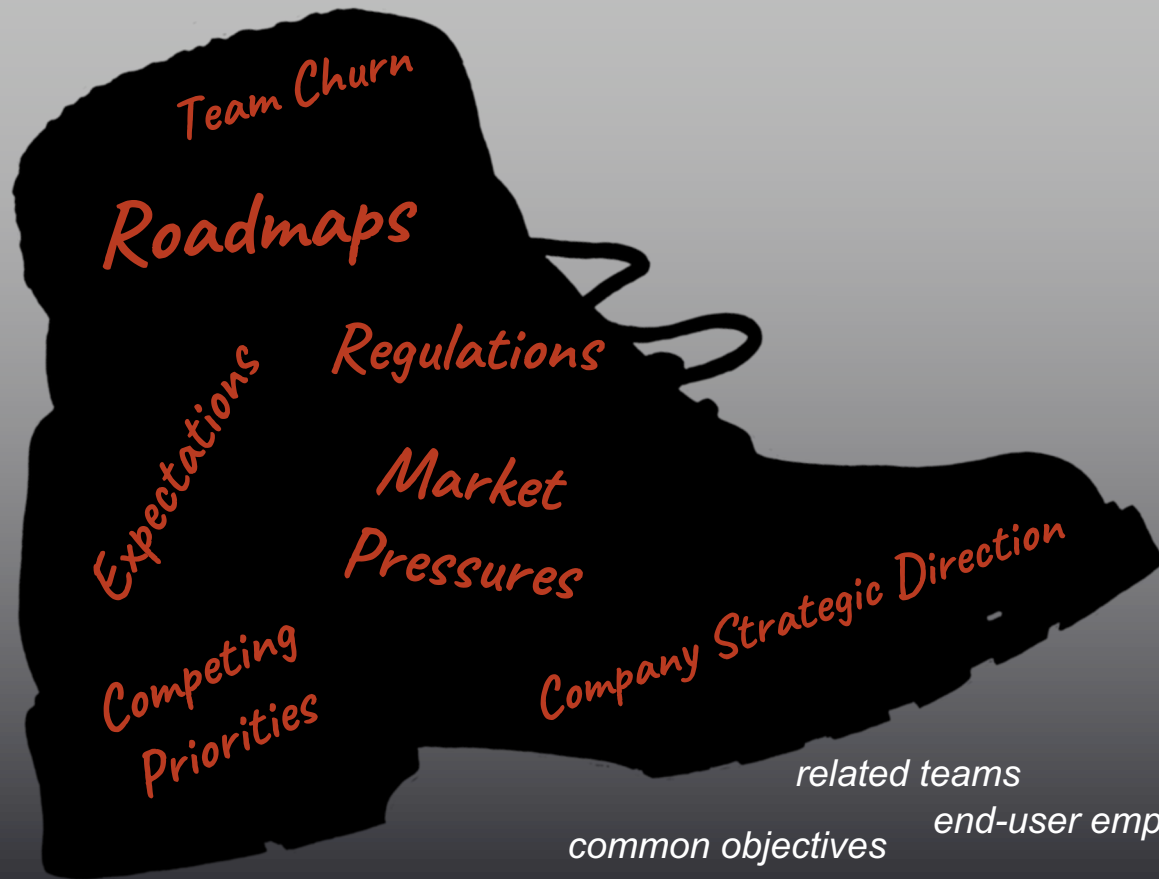 Team Churn
Roadmaps
Regulations
Expectations
Market
Pressures
Company Strategic Direction
Competing
Priorities
related teams
end-user emp
common objectives